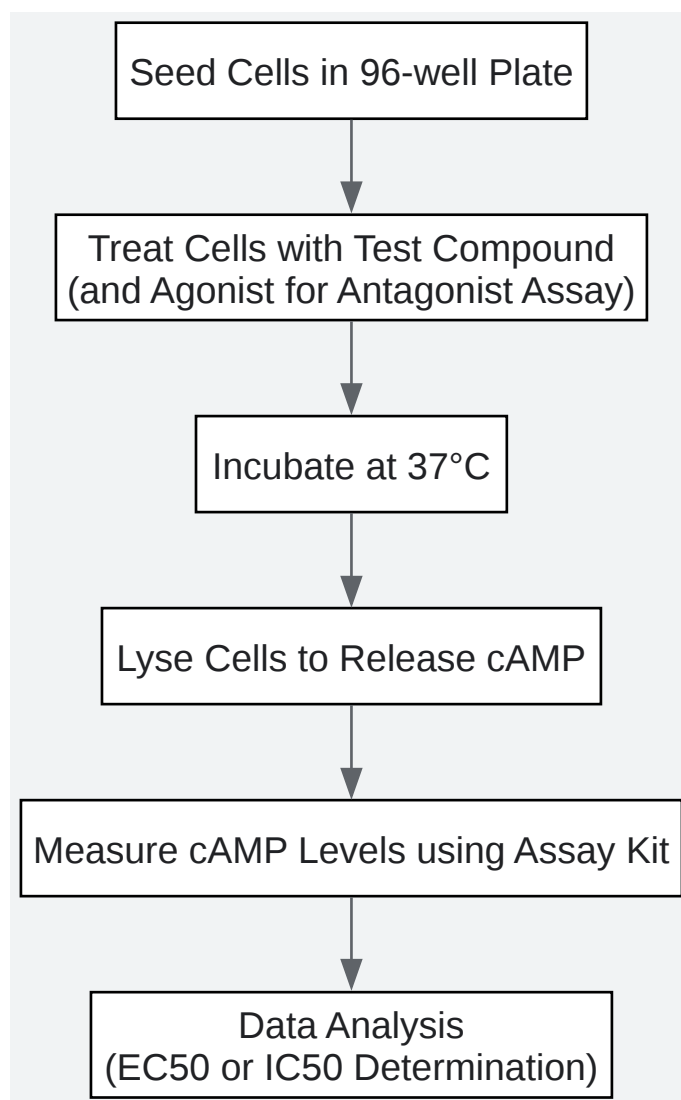 Seed Cells in 96-well Plate
Treat Cells with Test Compound
(and Agonist for Antagonist Assay)
Incubate at 37°C
Lyse Cells to Release cAMP
Measure cAMP Levels using Assay Kit
Data Analysis
(EC50 or IC50 Determination)